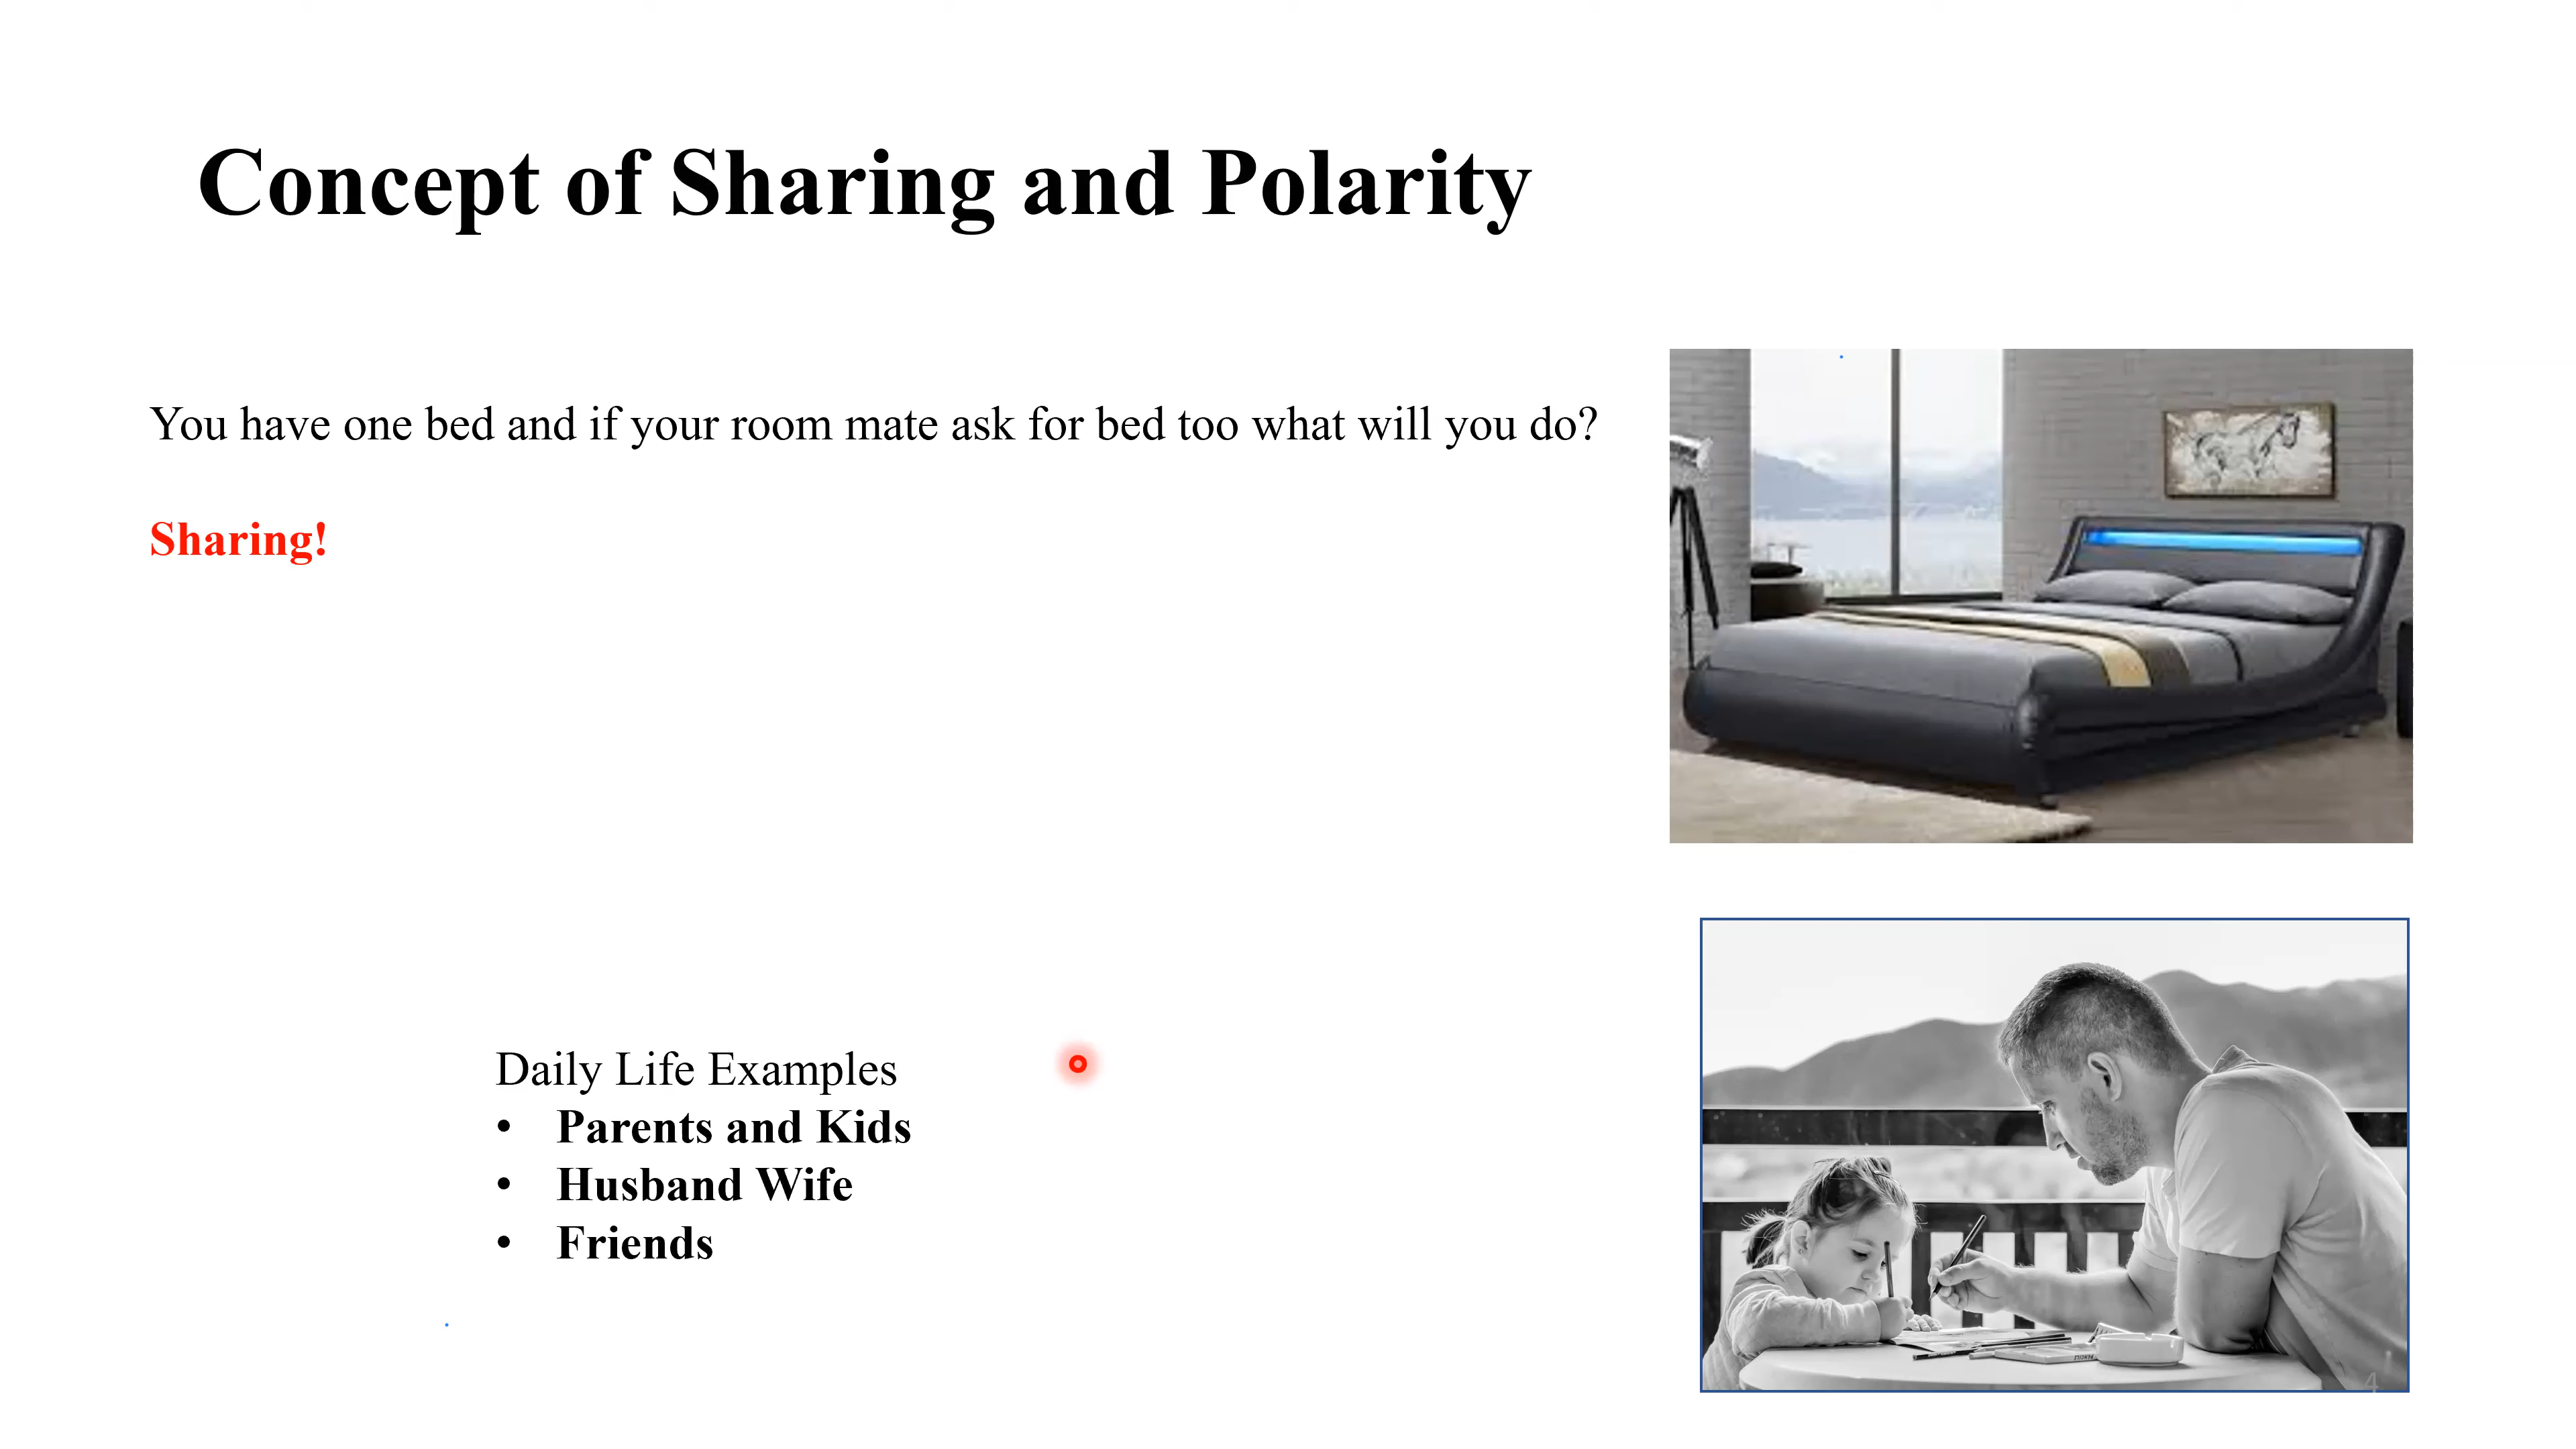 Concept of Sharing and Polarity
You have one bed and if your room mate ask for bed too what will you do?
Sharing!
Daily Life Examples
• Parents and Kids
• Husband Wife
• Friends
4